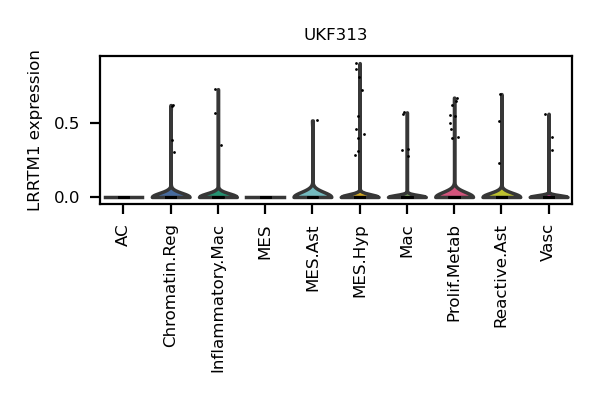 UKF313
LRRTM1 expression
0.5
0.0
AC
Chromatin.Reg
Inflammatory.Mac
MES
MES.Ast
MES.Hyp
Mac
Prolif.Metab
Reactive.Ast
Vasc